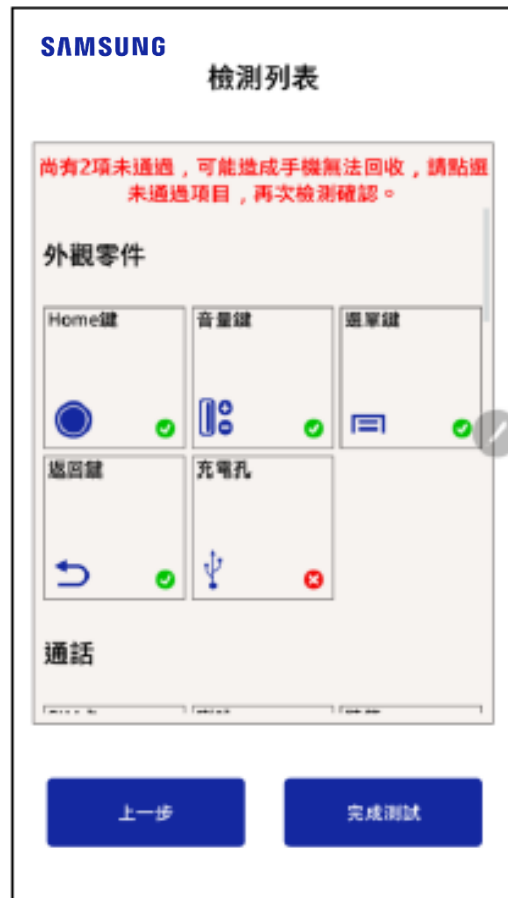 SAMSUNG
檢測列表
尚有2項未通過，可能造成手機無法回收，請點選
未通過項目，再次檢測確認。
外觀零件
Home鍵
音量鍵
選單鍵
返回鍵
充電孔
通話
上一步
完成測試